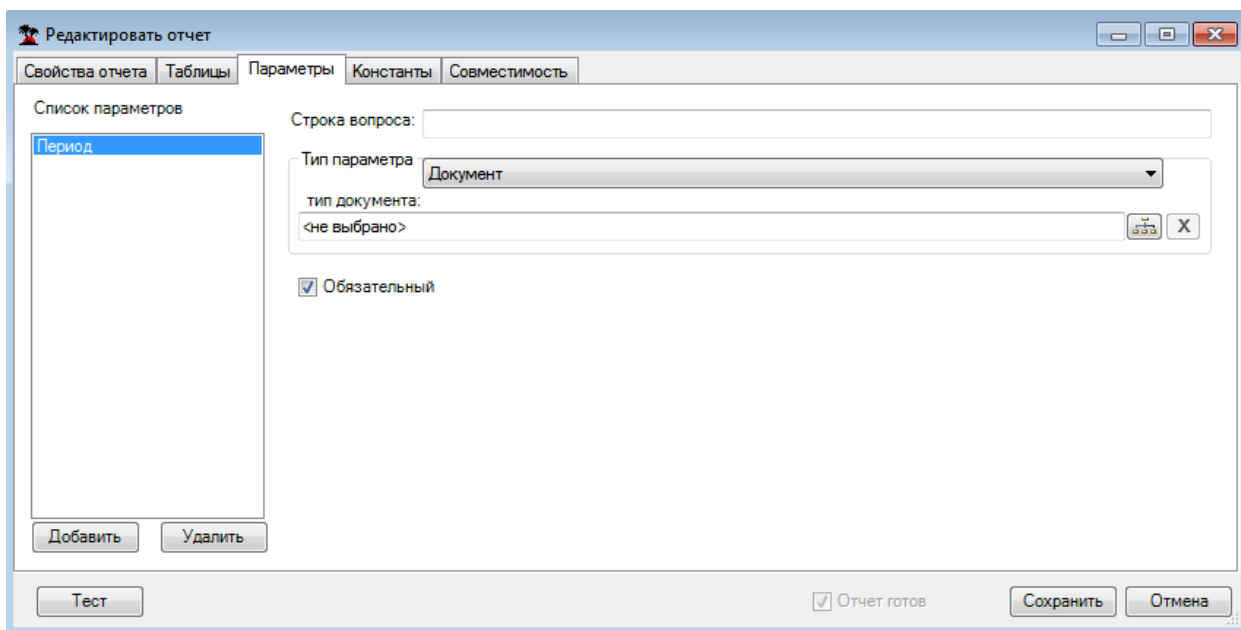 Редактировать отчет
Свойства отчета Таблицы Параметры Константы Совместимость
Список параметров
Строка вопроса:
Период
Тип параметра
Документ
тип документа:
<не выбрано>
X
Обязательный
Добавить Удалить
Тест
Отчет готов
Сохранить Отмена